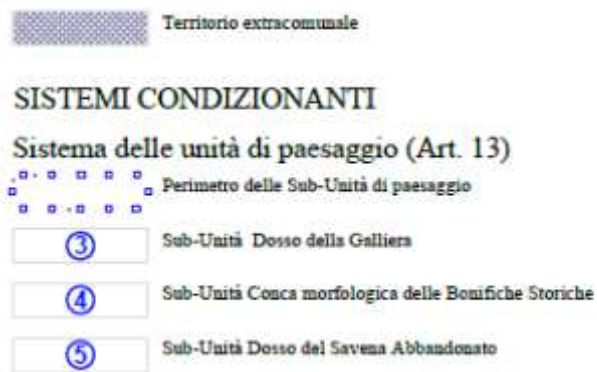 Territorio extracomunale
SISTEMI CONDIZIONANTI
Sistema delle unità di paesaggio (Art. 13)
Perimetro delle Sub-Unità di paesaggio
3 Sub-Unità Dosso della Galliera
4 Sub-Unità Conca morfologica delle Bonifiche Storiche
5 Sub-Unità Dosso del Savena Abbandonato